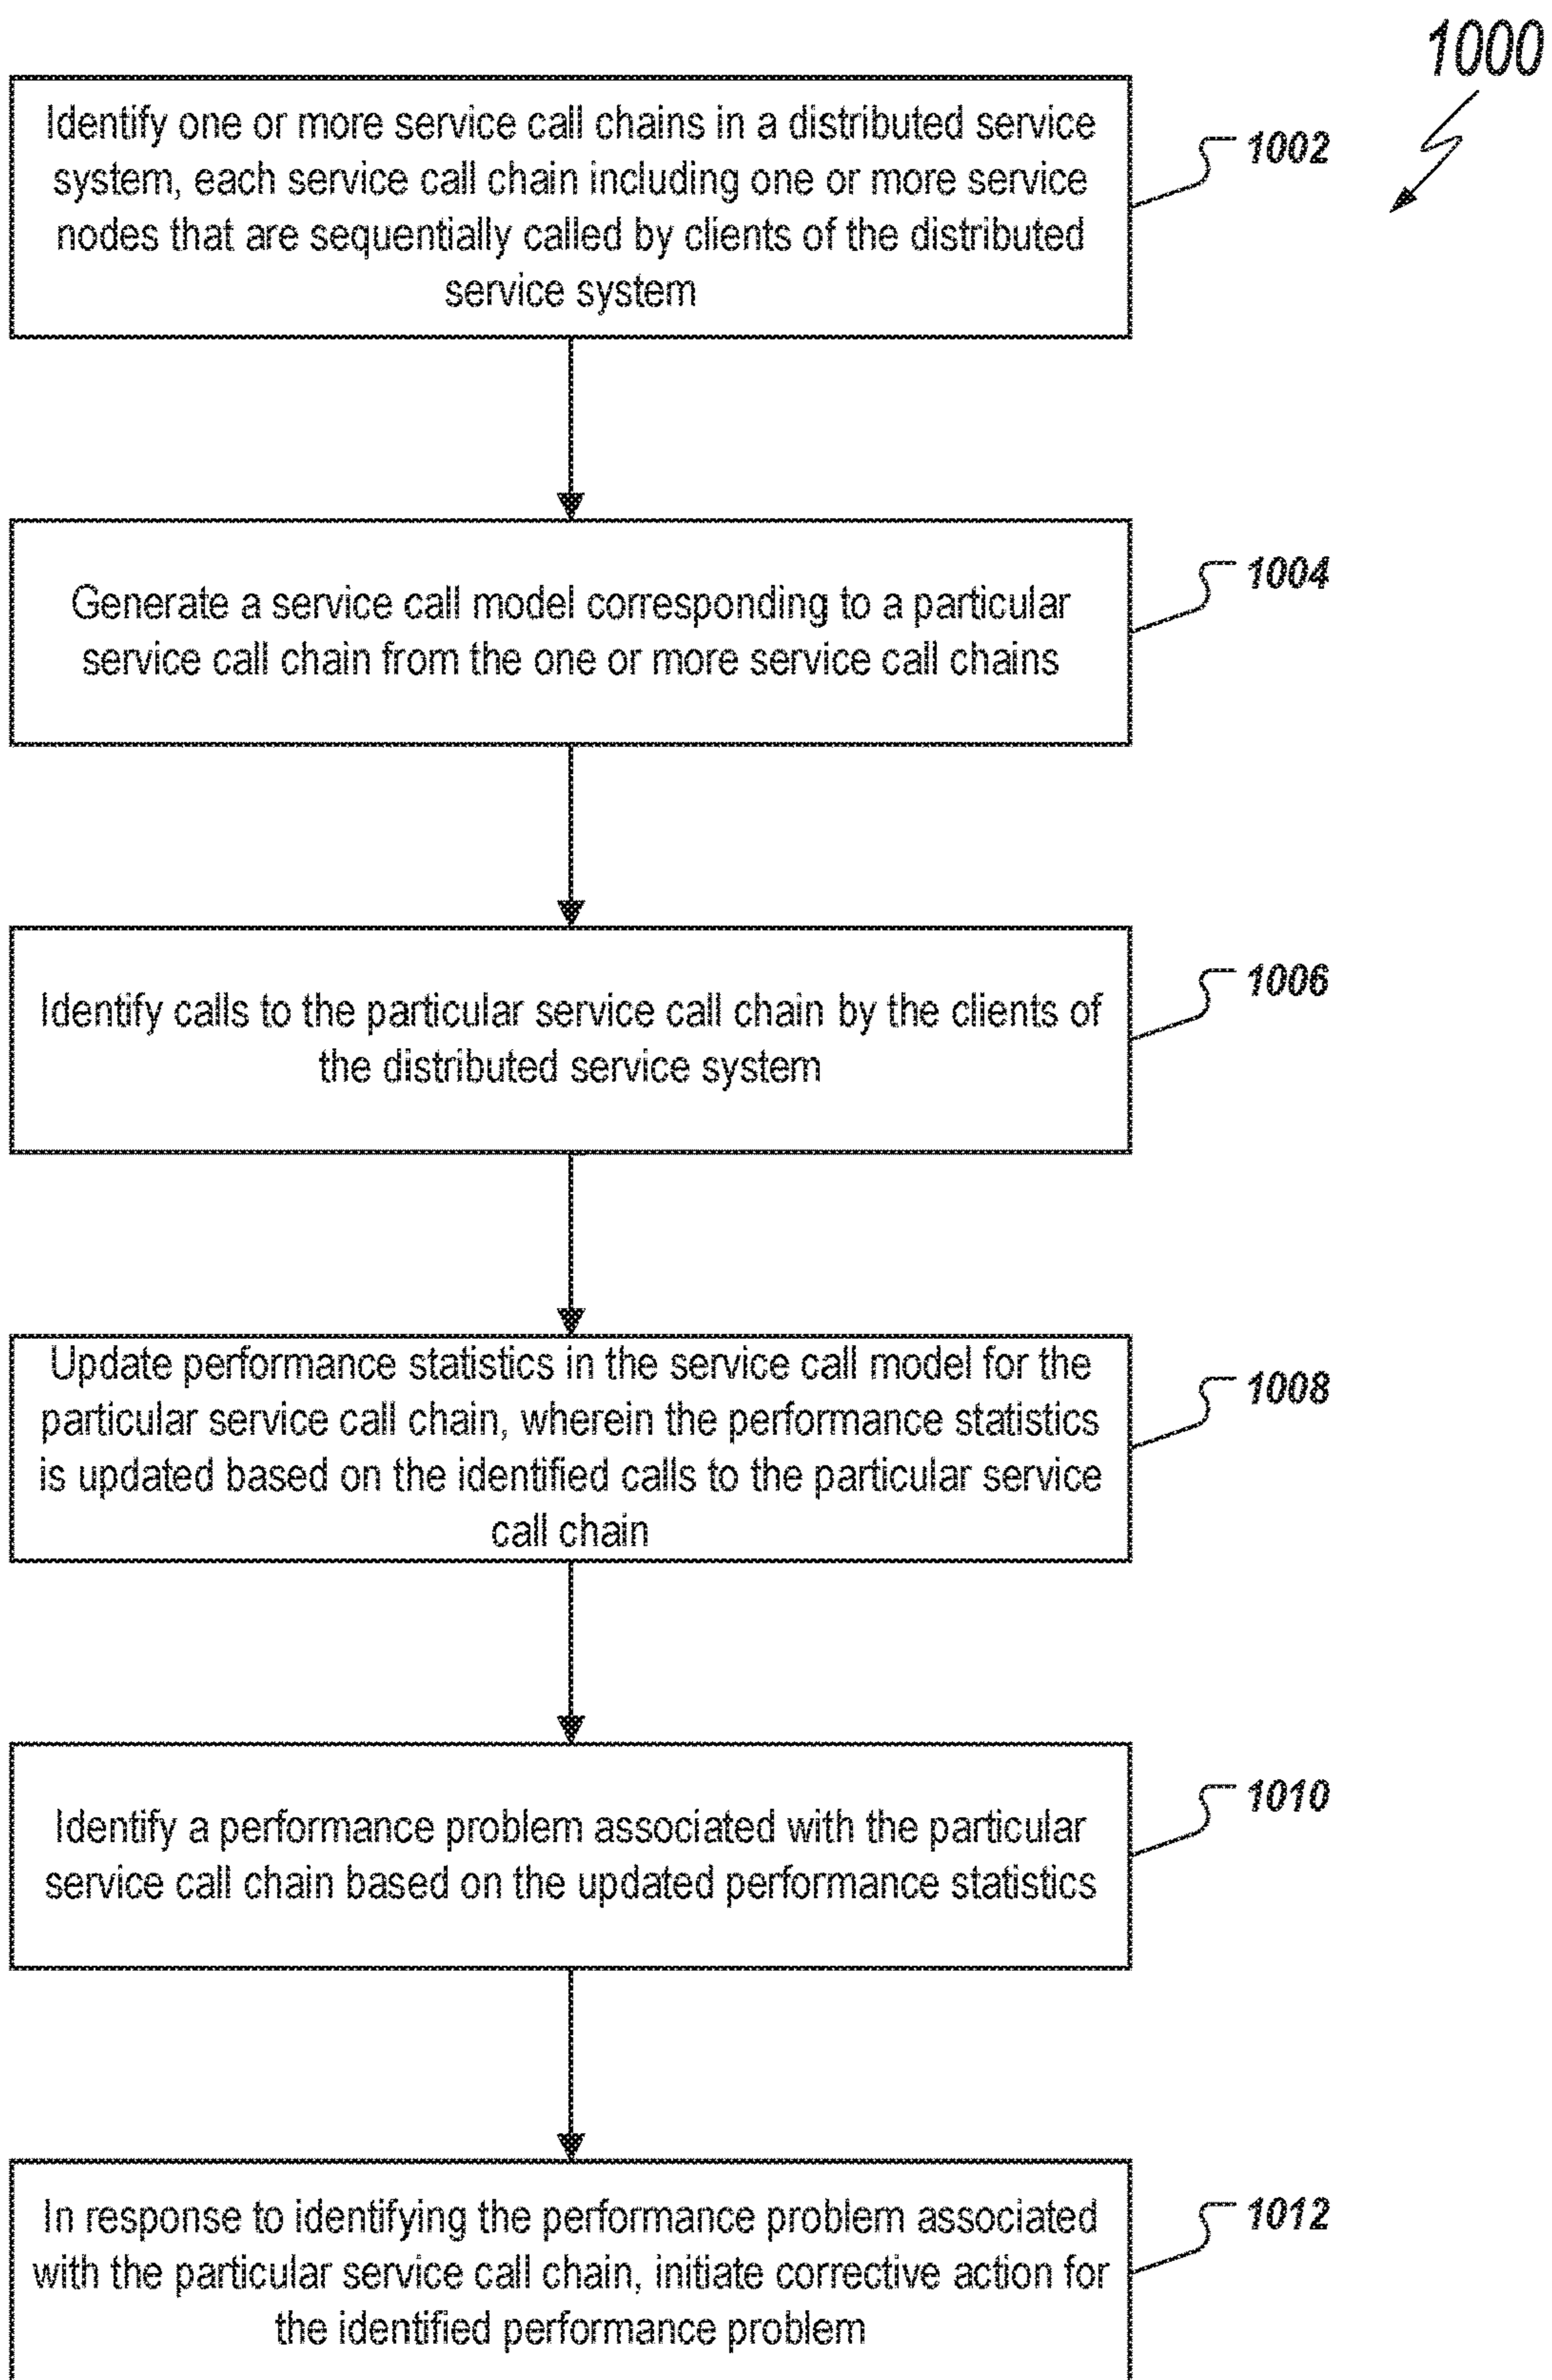 1000
Identify one or more service call chains in a distributed service
system, each service call chain including one or more service
nodes that are sequentially called by clients of the distributed
service system
1002
Generate a service call model corresponding to a particular
service call chain from the one or more service call chains
1004
Identify calls to the particular service call chain by the clients of
the distributed service system
1006
Update performance statistics in the service call model for the
particular service call chain, wherein the performance statistics
is updated based on the identified calls to the particular service
call chain
1008
Identify a performance problem associated with the particular
service call chain based on the updated performance statistics
1010
In response to identifying the performance problem associated
with the particular service call chain, initiate corrective action for
the identified performance problem
1012